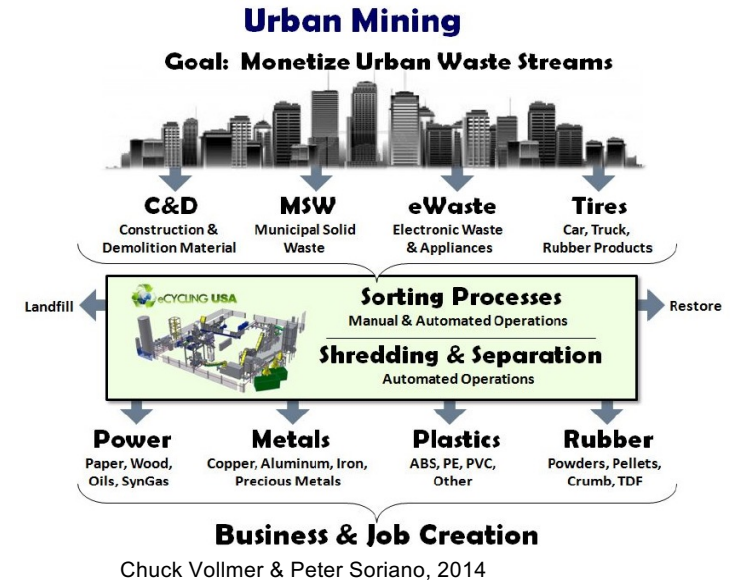 Urban Mining
Goal: Monetize Urban Waste Streams
C&D
Construction &
Demolition Material
MSW
Municipal Solid
Waste
eWaste
Electronic Waste
& Appliances
Tires
Car, Truck,
Rubber Products
Landfill
eCYCLING USA
Sorting Processes
Manual & Automated Operations
Shredding & Separation
Automated Operations
Restore
Power
Paper, Wood,
Oils, SynGas
Metals
Copper, Aluminum, Iron,
Precious Metals
Plastics
ABS, PE, PVC,
Other
Rubber
Powders, Pellets,
Crumb, TDF
Business & Job Creation
Chuck Vollmer & Peter Soriano, 2014